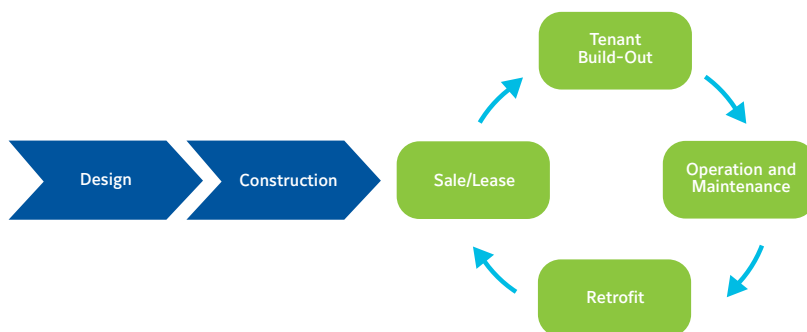 Design
Construction
Sale/Lease
Tenant
Build-Out
Operation and
Maintenance
Retrofit